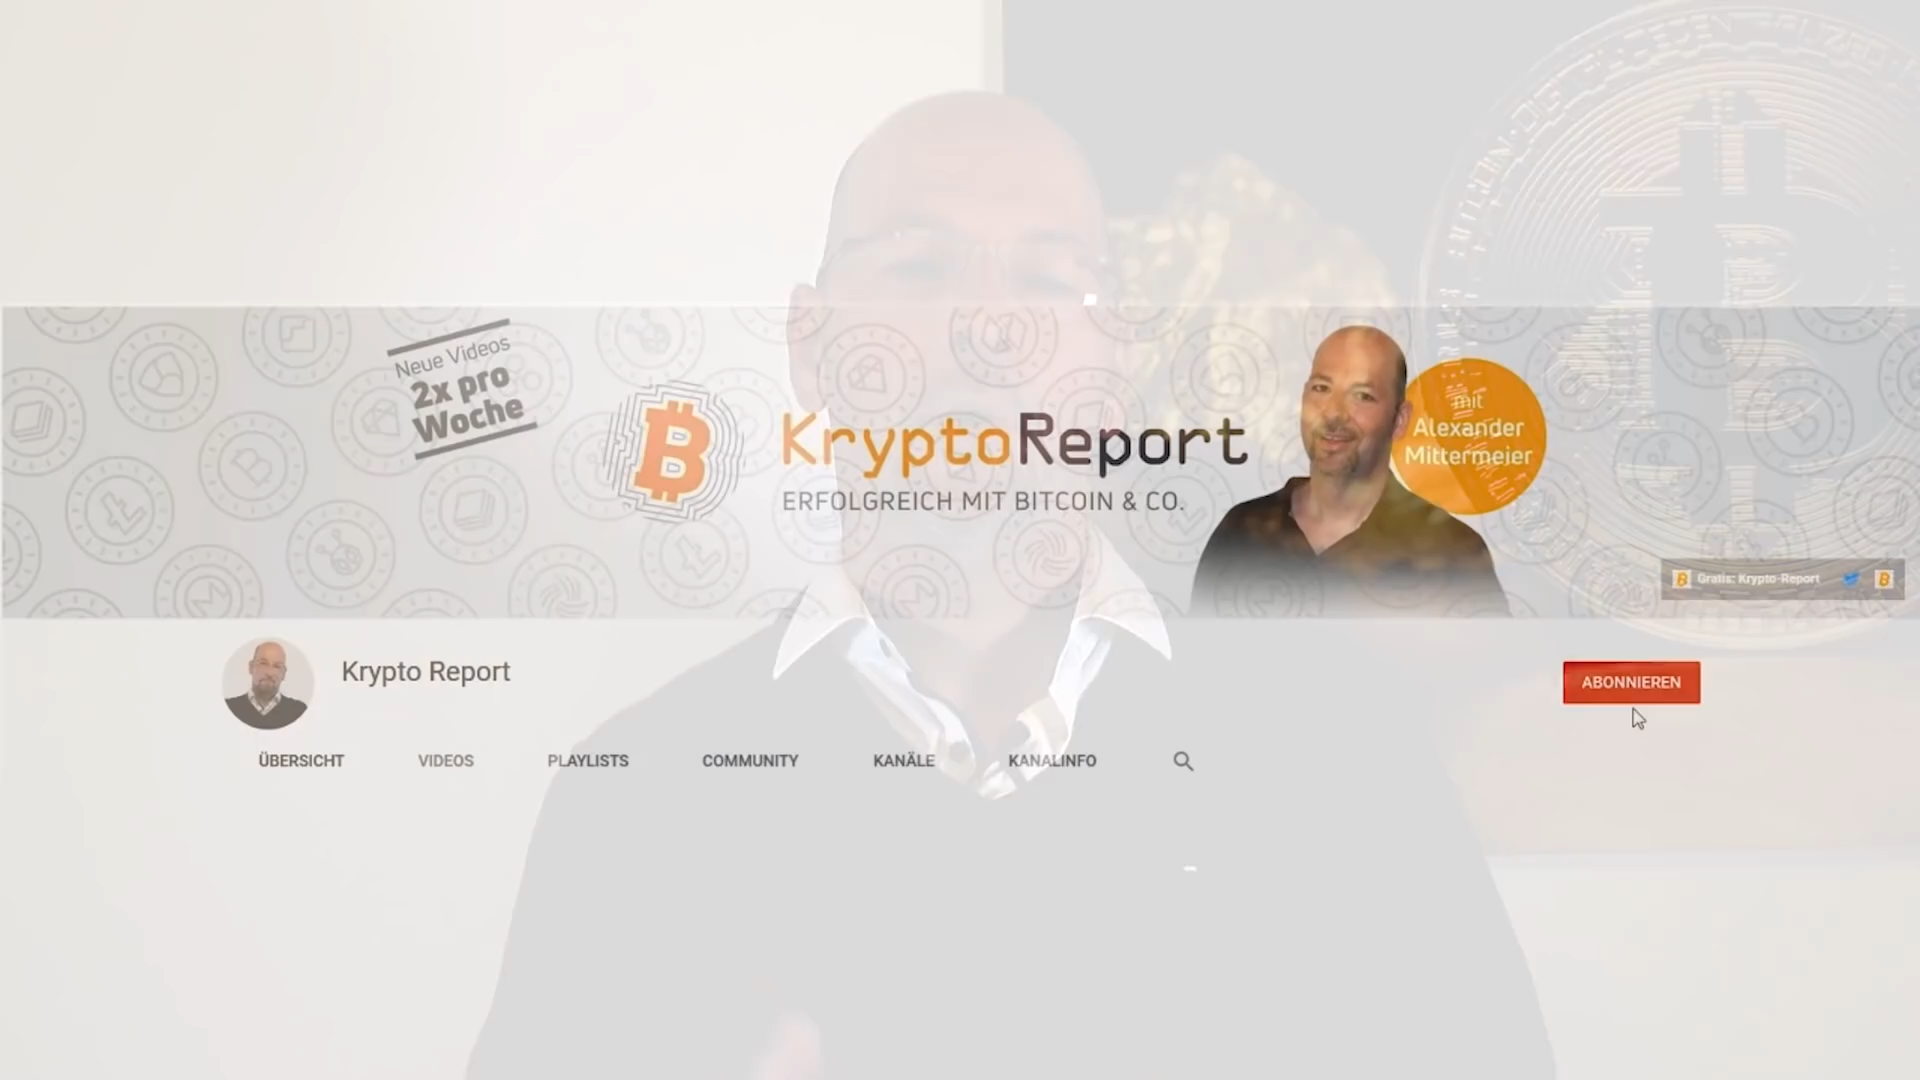 Neue Videos
2x pro
Woche
KryptoReport
ERFOLGREICH MIT BITCOIN & CO.
mit
Alexander
Mittermeier
Gratis: Krypto-Report
Krypto Report
ABONNIEREN
ÜBERSICHT VIDEOS PLAYLISTS COMMUNITY KANÄLE KANALINFO